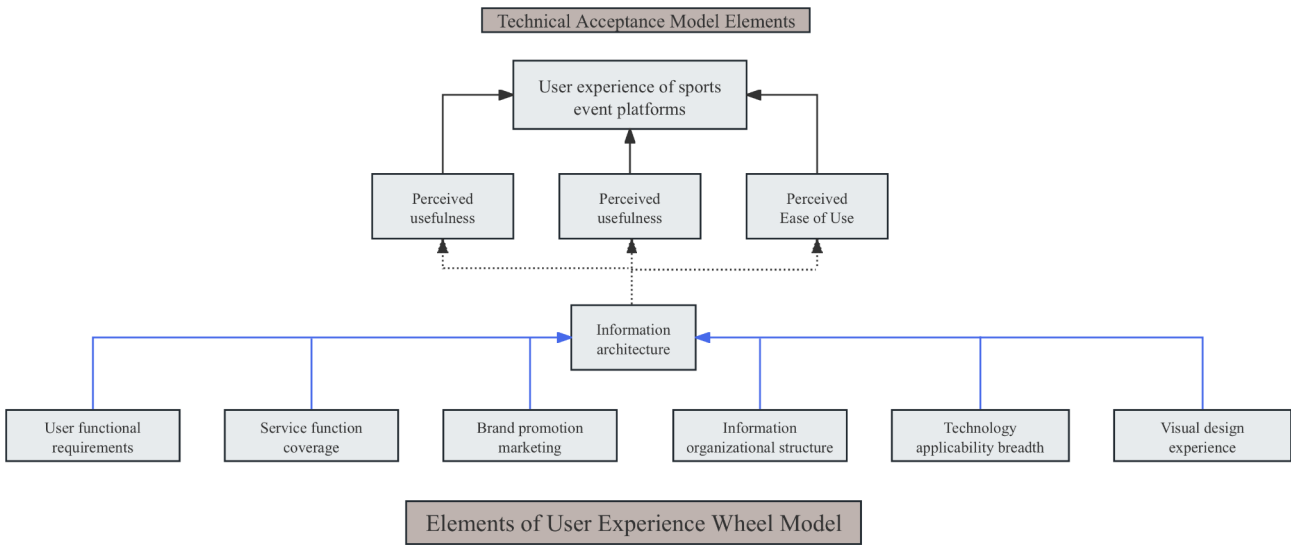 Technical Acceptance Model Elements
User experience of sports
event platforms
Perceived
usefulness
Perceived
usefulness
Perceived
Ease of Use
Information
architecture
User functional
requirements
Service function
coverage
Brand promotion
marketing
Information
organizational structure
Technology
applicability breadth
Visual design
experience
Elements of User Experience Wheel Model